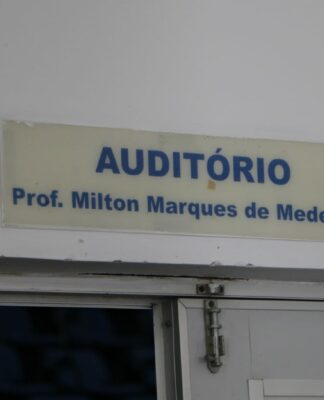 AUDITÓRIO
Prof. Milton Marques de Mede